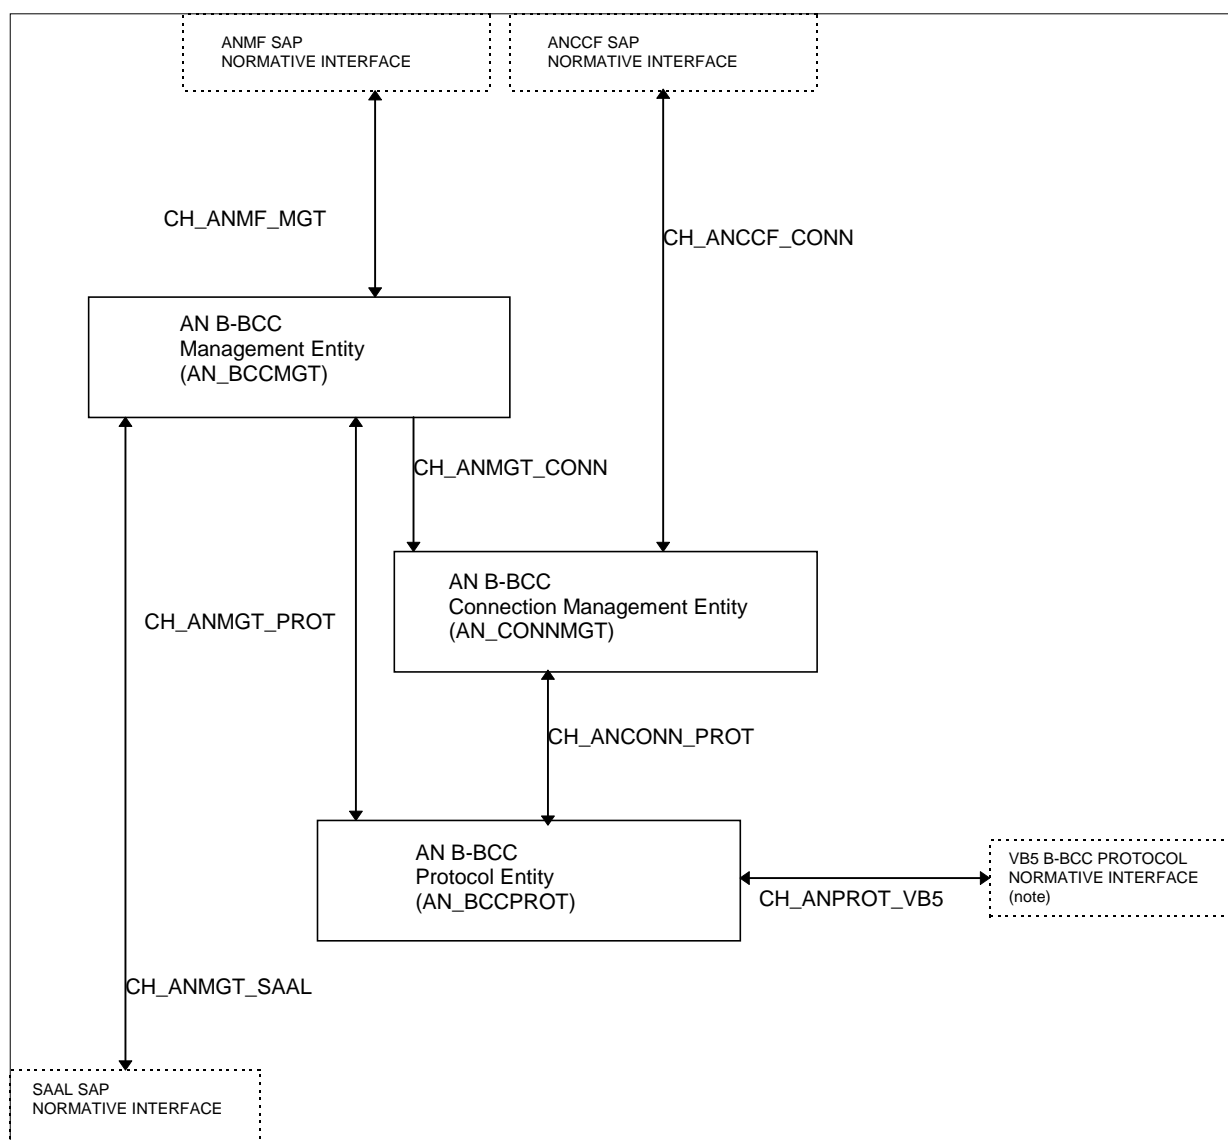 ANMF SAP
NORMATIVE INTERFACE
ANCCF SAP
NORMATIVE INTERFACE
CH_ANMF_MGT
CH_ANCCF_CONN
AN B-BCC
Management Entity
(AN_BCCMGT)
CH_ANMGT_CONN
AN B-BCC
Connection Management Entity
(AN_CONNMGT)
CH_ANMGT_PROT
CH_ANCONN_PROT
AN B-BCC
Protocol Entity
(AN_BCCPROT)
CH_ANPROT_VB5
VB5 B-BCC PROTOCOL
NORMATIVE INTERFACE
(note)
CH_ANMGT_SAAL
SAAL SAP
NORMATIVE INTERFACE